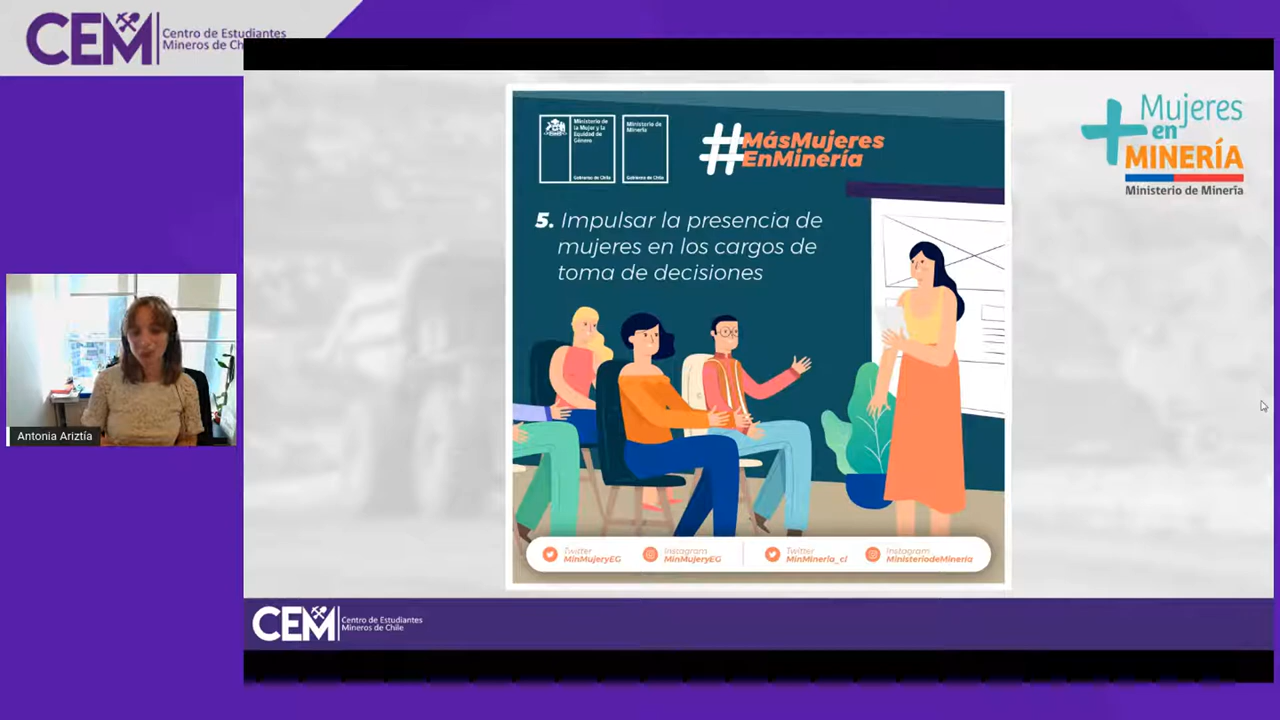 CEM
Centro de Estudiantes
Mineros de Ch
Ministerio de
la Mujer y la
Equidad de
Género
Gobierno de Chile
Ministerio de
Minería
Gobierno de Chile
#MásMujeres
EnMinería
+Mujeres
en
MINERÍA
Ministerio de Minería
5. Impulsar la presencia de
mujeres en los cargos de
toma de decisiones
Antonia Ariztía
Twitter
MinMujeryEG
Instagram
MinMujeryEG
Twitter
MinMineria_cl
Instagram
MinisteriodeMinería
CEM
Centro de Estudiantes
Mineros de Chile